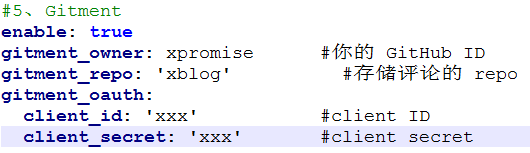 #5、Gitment
enable: true
gitment_owner: xpromise      #你的 GitHub ID
gitment_repo: 'xblog'          #存储评论的 repo
gitment_oauth:
  client_id: 'xxx'           #client ID
  client_secret: 'xxx'       #client secret